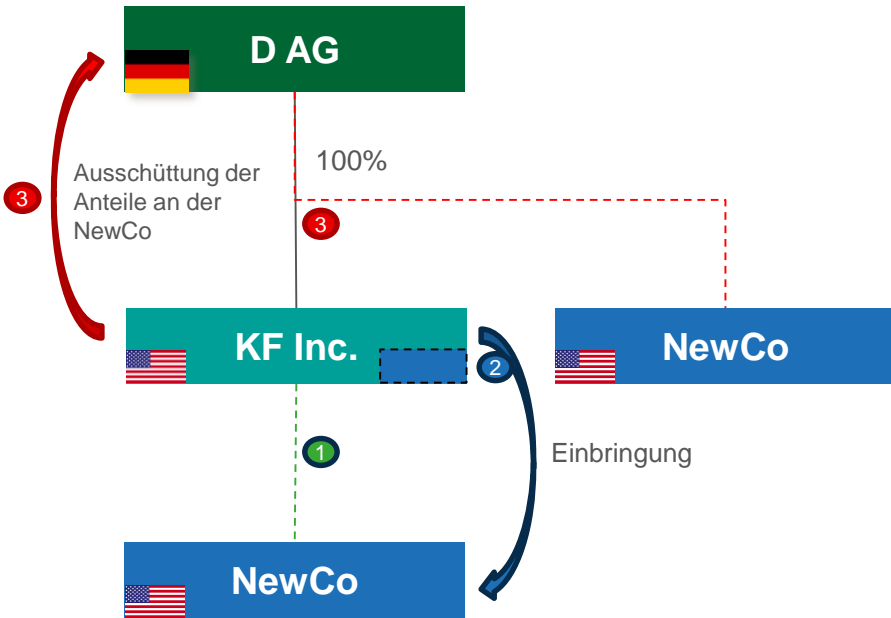 D AG
100%
Ausschüttung der
Anteile an der
NewCo
3
3
KF Inc.
NewCo
2
1
Einbringung
NewCo